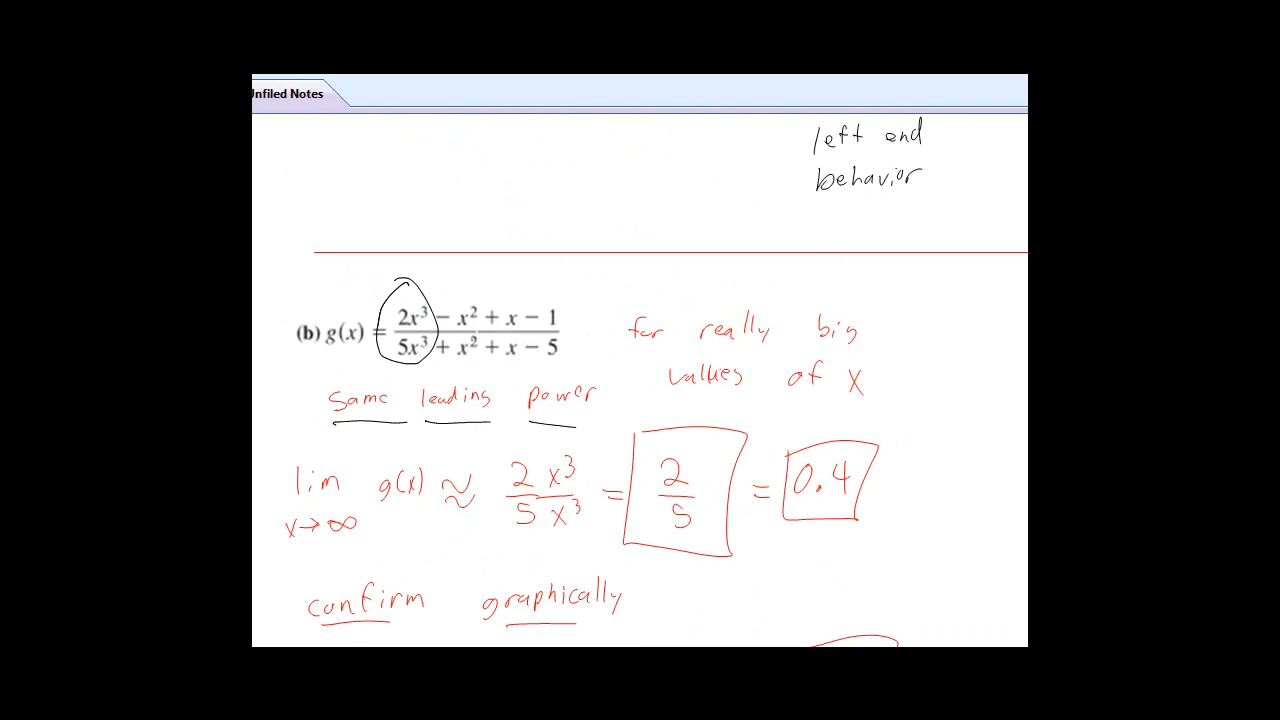 Unfiled Notes
left end
behavior
(b) g(x) = (2x³ − x² + x − 1) / (5x³ + x² + x − 5)
for really big
values of x
same leading power
lim x→∞ g(x) ≈ 2x³ / 5x³ = 2/5 = 0.4
confirm graphically